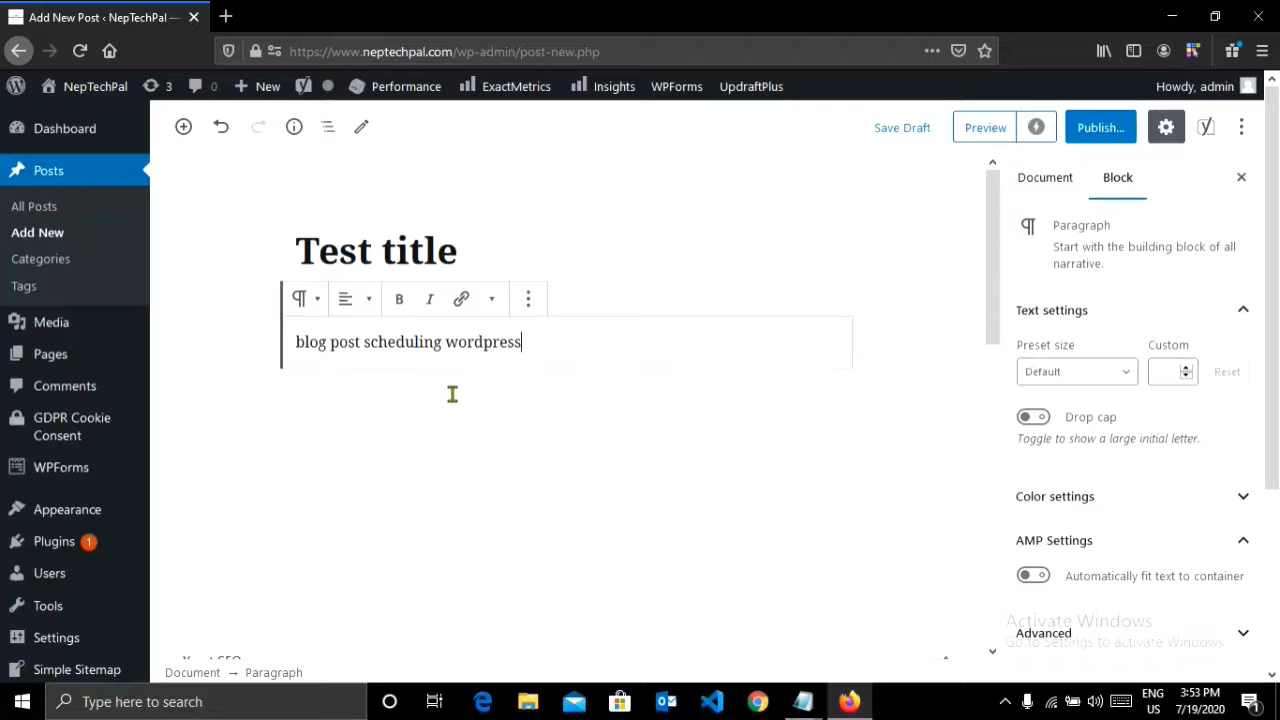 Add New Post ‹ NepTechPal —
https://www.neptechpal.com/wp-admin/post-new.php
NepTechPal 3 0 New Performance ExactMetrics Insights WPForms UpdraftPlus Howdy, admin
Dashboard
Posts
All Posts
Add New
Categories
Tags
Media
Pages
Comments
GDPR Cookie
Consent
WPForms
Appearance
Plugins 1
Users
Tools
Settings
Simple Sitemap
Save Draft Preview Publish...
Test title
B I
blog post scheduling wordpress
Document Block
Paragraph
Start with the building block of all
narrative.
Text settings
Preset size Custom
Default Reset
Drop cap
Toggle to show a large initial letter.
Color settings
AMP Settings
Automatically fit text to container
Advanced
Activate Windows
Go to Settings to activate Windows
Yoast SEO
Document → Paragraph
Type here to search
ENG
US
3:53 PM
7/19/2020
1